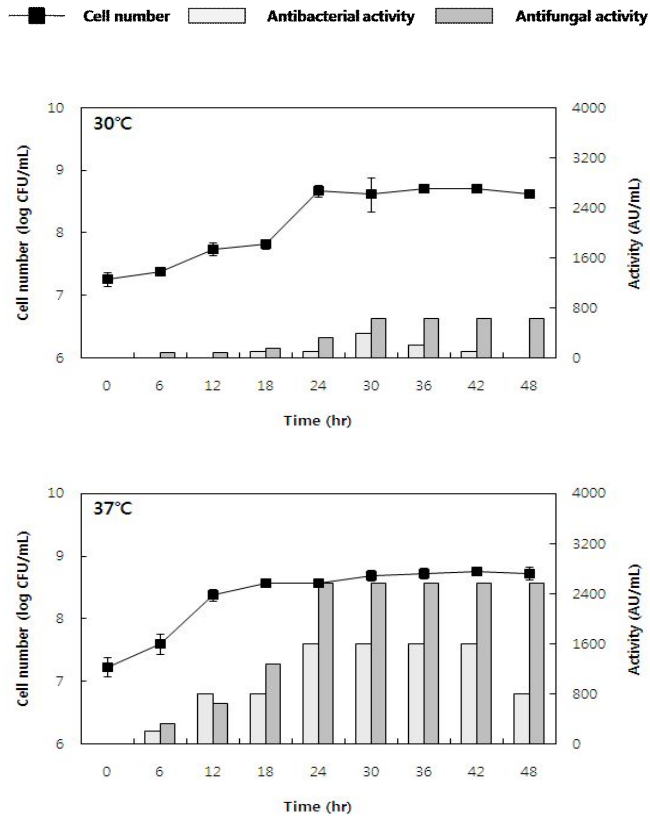 Cell number Antibacterial activity Antifungal activity
30℃
Cell number (log CFU/mL)
10
9
8
7
6
4000
3200
2400
1600
800
0
Activity (AU/mL)
0 6 12 18 24 30 36 42 48
Time (hr)
37℃
Cell number (log CFU/mL)
10
9
8
7
6
4000
3200
2400
1600
800
0
Activity (AU/mL)
0 6 12 18 24 30 36 42 48
Time (hr)